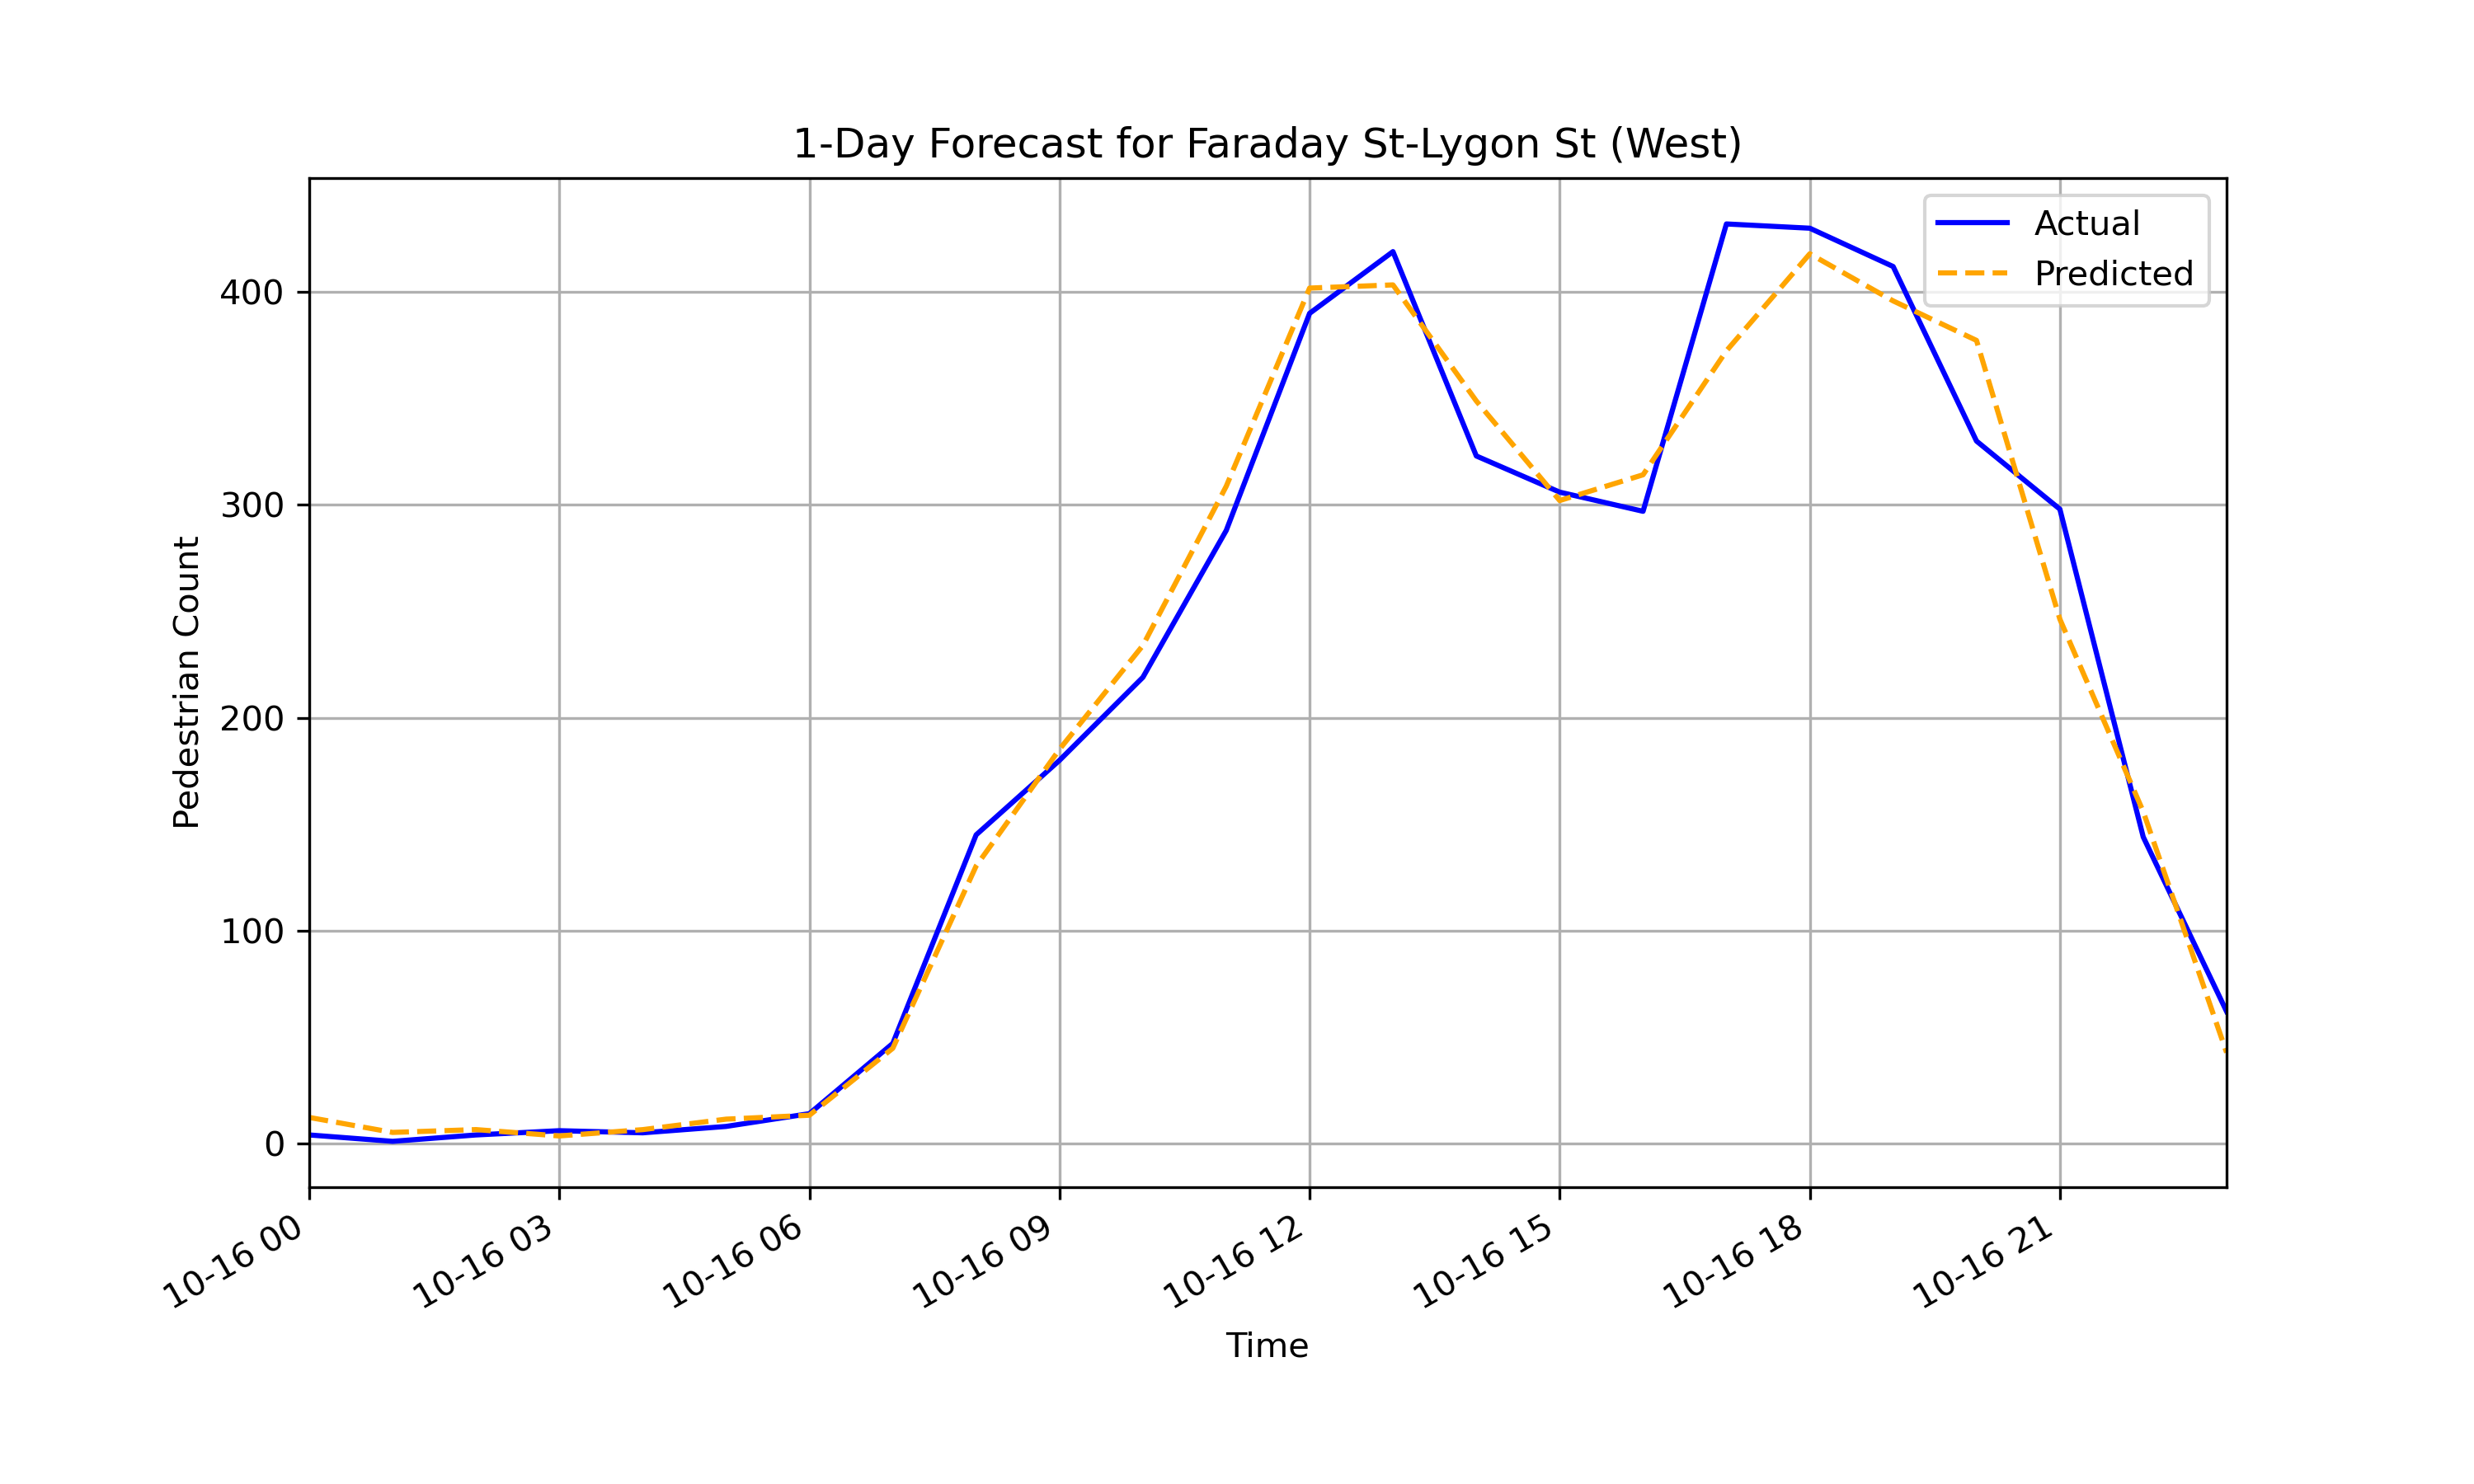 1-Day Forecast for Faraday St-Lygon St (West)
Actual
Predicted
400
300
200
100
0
Pedestrian Count
10-16 00
10-16 03
10-16 06
10-16 09
10-16 12
10-16 15
10-16 18
10-16 21
Time